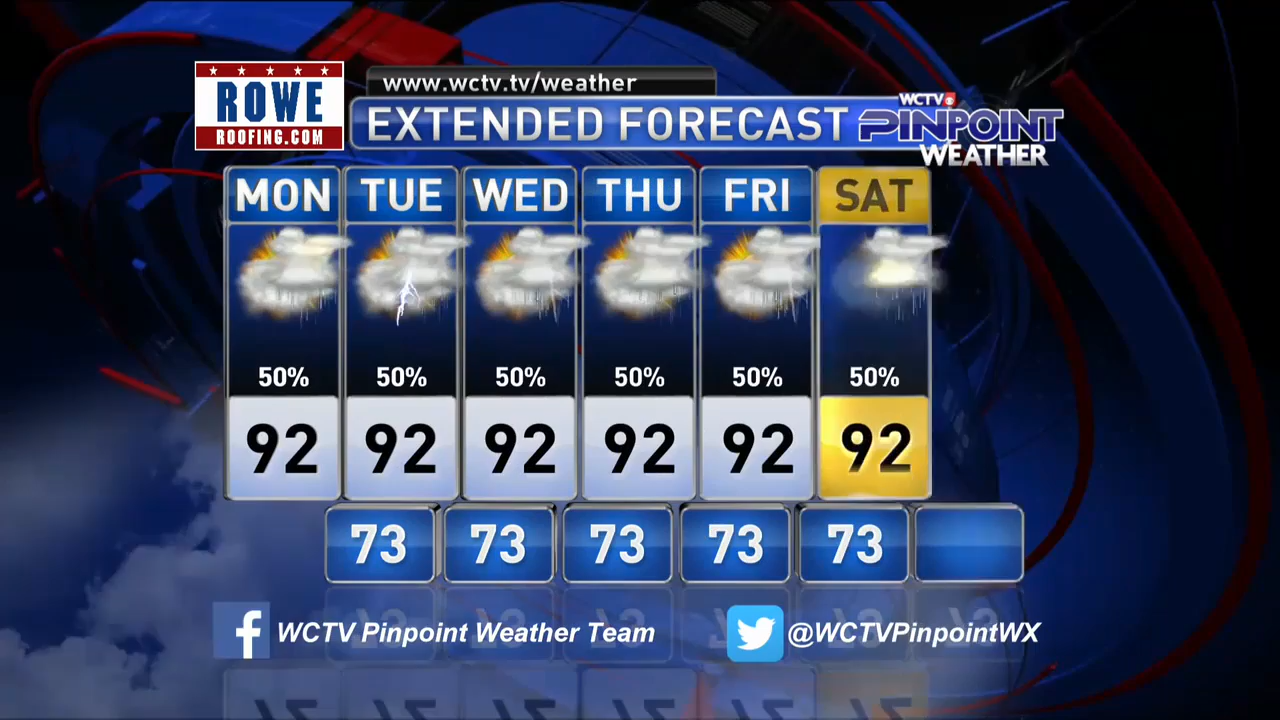 ROWE
ROOFING.COM
www.wctv.tv/weather
EXTENDED FORECAST
WCTV
PINPOINT
WEATHER
MON TUE WED THU FRI SAT
50% 50% 50% 50% 50% 50%
92 92 92 92 92 92
73 73 73 73 73
WCTV Pinpoint Weather Team
@WCTVPinpointWX